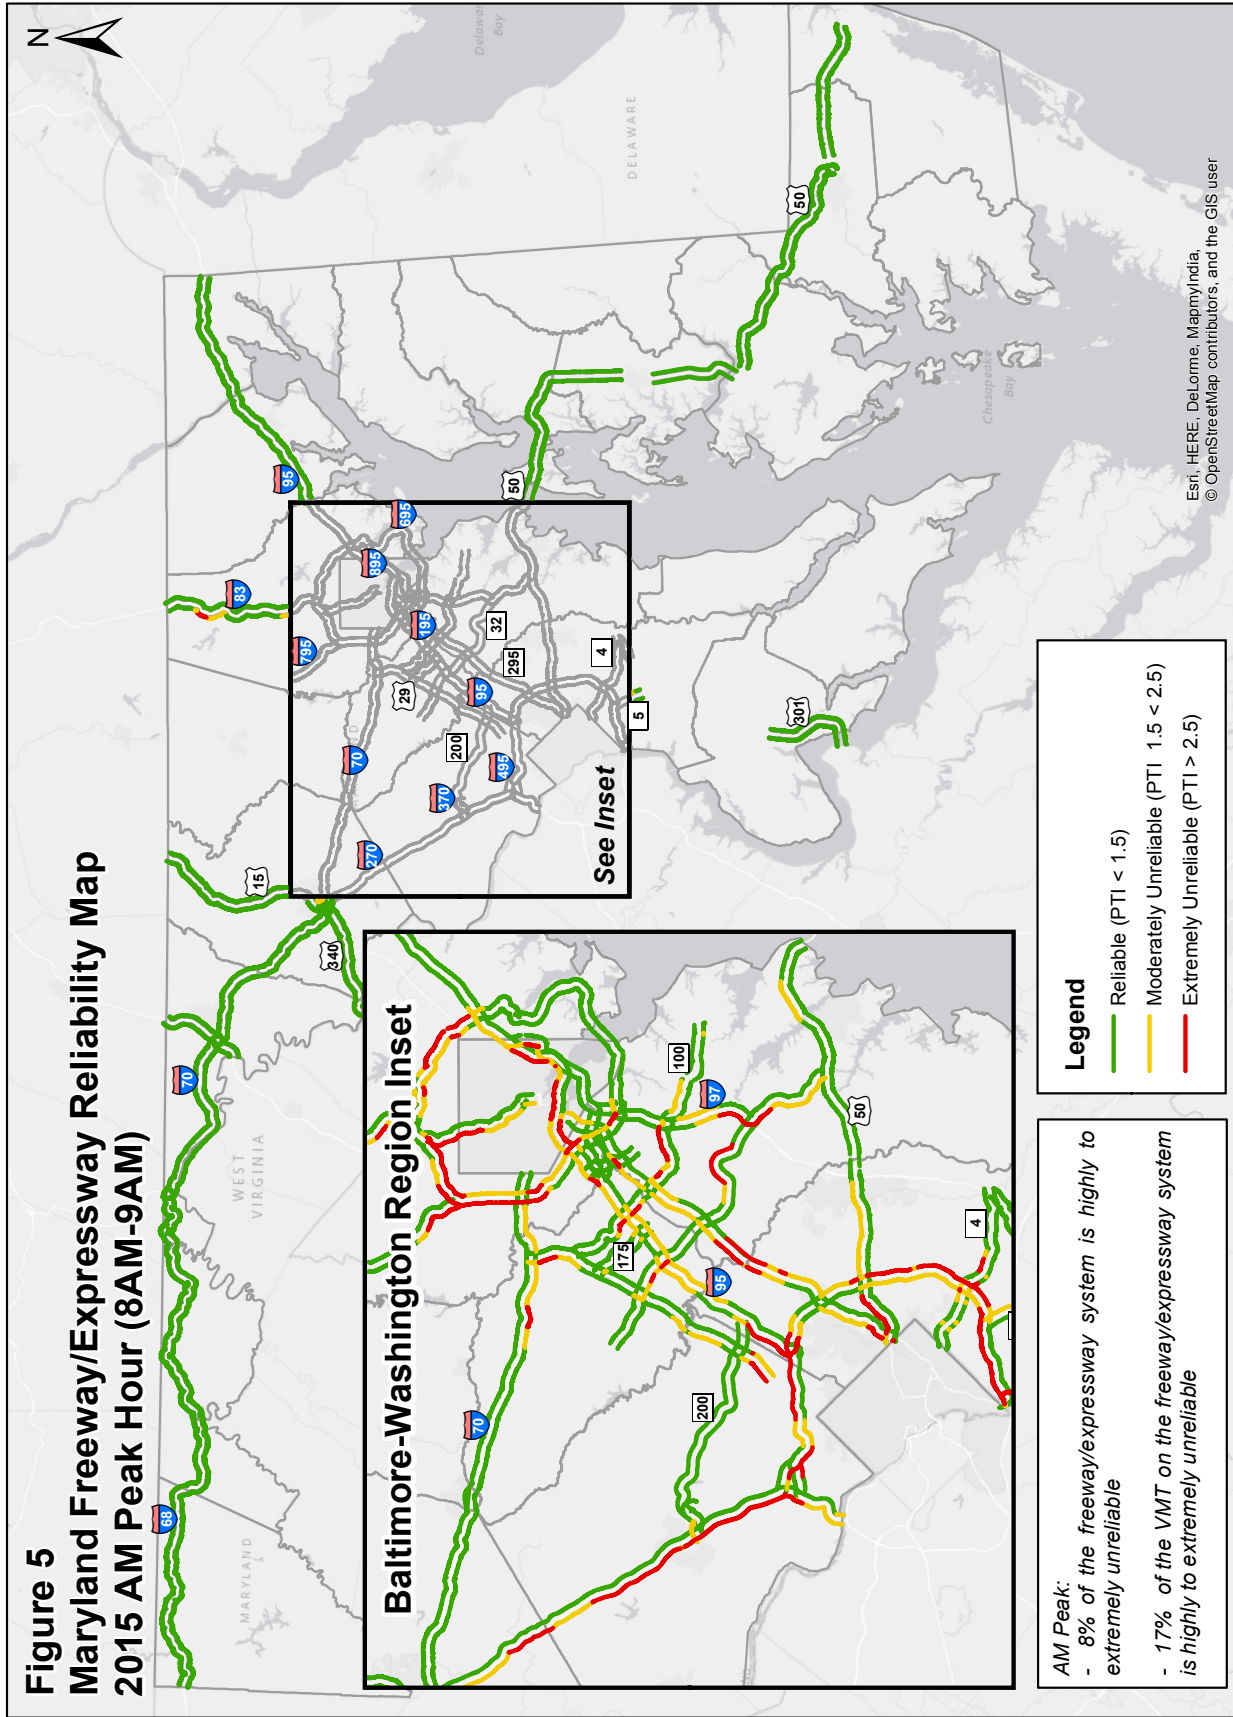 Figure 5
Maryland Freeway/Expressway Reliability Map
2015 AM Peak Hour (8AM-9AM)
N
Delaware
Bay
DELAWARE
MARYLAND
WEST
VIRGINIA
Chesapeake
Bay
68
70
70
340
15
270
370
200
495
29
95
295
32
195
795
83
895
695
95
50
4
5
301
50
See Inset
Baltimore-Washington Region Inset
70
200
95
175
100
97
50
4
AM Peak:
- 8% of the freeway/expressway system is highly to
extremely unreliable
- 17% of the VMT on the freeway/expressway system
is highly to extremely unreliable
Legend
Reliable (PTI < 1.5)
Moderately Unreliable (PTI 1.5 < 2.5)
Extremely Unreliable (PTI > 2.5)
Esri, HERE, DeLorme, MapmyIndia,
© OpenStreetMap contributors, and the GIS user